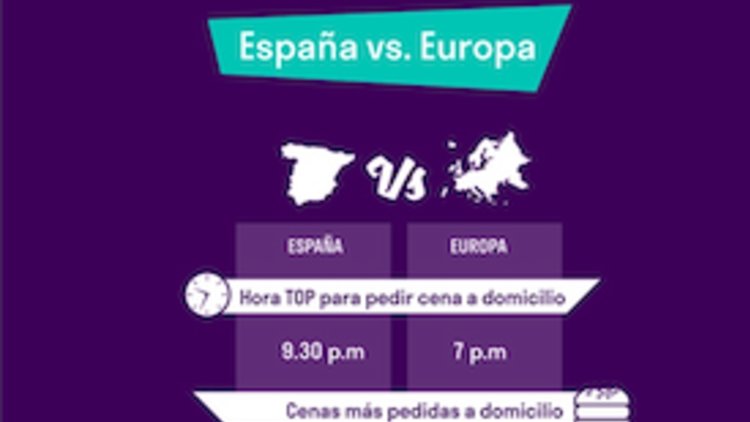 España vs. Europa
Vs
ESPAÑA EUROPA
Hora TOP para pedir cena a domicilio
9.30 p.m 7 p.m
Cenas más pedidas a domicilio